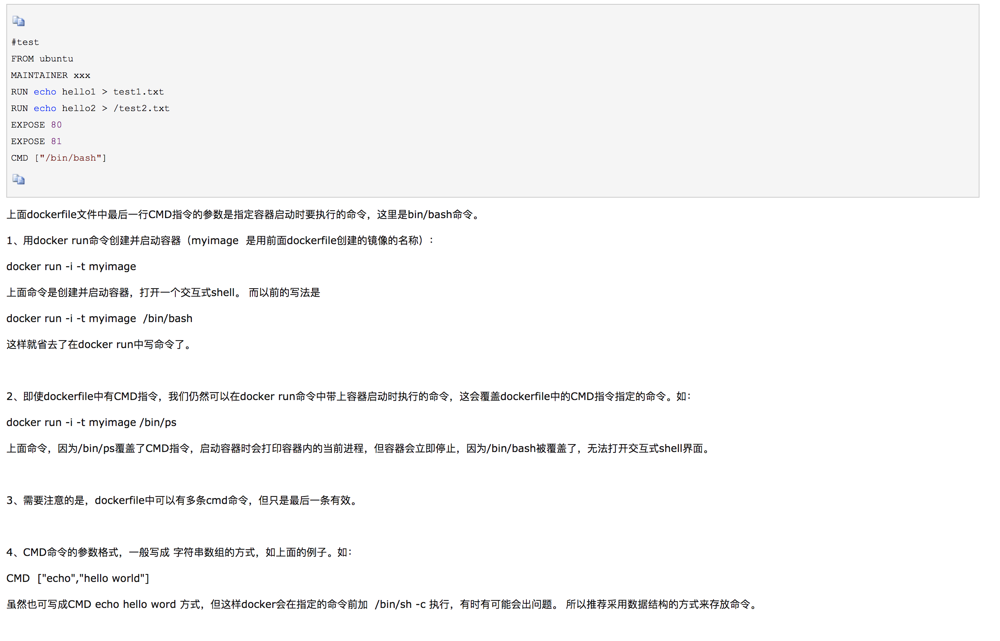 #test
FROM ubuntu
MAINTAINER xxx
RUN echo hello1 > test1.txt
RUN echo hello2 > /test2.txt
EXPOSE 80
EXPOSE 81
CMD ["/bin/bash"]
上面dockerfile文件中最后一行CMD指令的参数是指定容器启动时要执行的命令，这里是bin/bash命令。
1、用docker run命令创建并启动容器（myimage  是用前面dockerfile创建的镜像的名称）：
docker run -i -t myimage
上面命令是创建并启动容器，打开一个交互式shell。 而以前的写法是
docker run -i -t myimage  /bin/bash
这样就省去了在docker run中写命令了。
2、即使dockerfile中有CMD指令，我们仍然可以在docker run命令中带上容器启动时执行的命令，这会覆盖dockerfile中的CMD指令指定的命令。如：
docker run -i -t myimage /bin/ps
上面命令，因为/bin/ps覆盖了CMD指令，启动容器时会打印容器内的当前进程，但容器会立即停止，因为/bin/bash被覆盖了，无法打开交互式shell界面。
3、需要注意的是，dockerfile中可以有多条cmd命令，但只是最后一条有效。
4、CMD命令的参数格式，一般写成 字符串数组的方式，如上面的例子。如：
CMD  ["echo","hello world"]
虽然也可写成CMD echo hello word 方式，但这样docker会在指定的命令前加  /bin/sh -c 执行，有时有可能会出问题。 所以推荐采用数据结构的方式来存放命令。